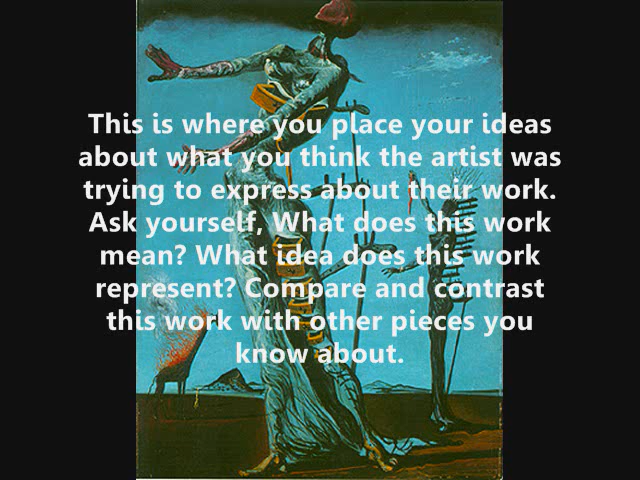 This is where you place your ideas
about what you think the artist was
trying to express about their work.
Ask yourself, What does this work
mean? What idea does this work
represent? Compare and contrast
this work with other pieces you
know about.